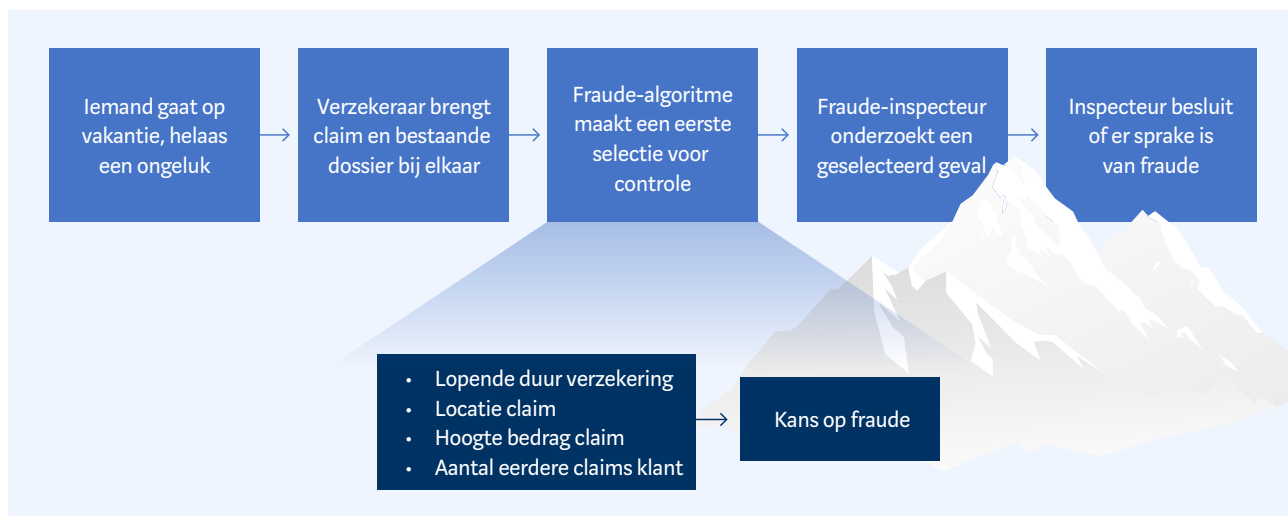 Iemand gaat op
vakantie, helaas
een ongeluk
Verzekeraar brengt
claim en bestaande
dossier bij elkaar
Fraude-algoritme
maakt een eerste
selectie voor
controle
Fraude-inspecteur
onderzoekt een
geselecteerd geval
Inspecteur besluit
of er sprake is
van fraude
• Lopende duur verzekering
• Locatie claim
• Hoogte bedrag claim
• Aantal eerdere claims klant
Kans op fraude